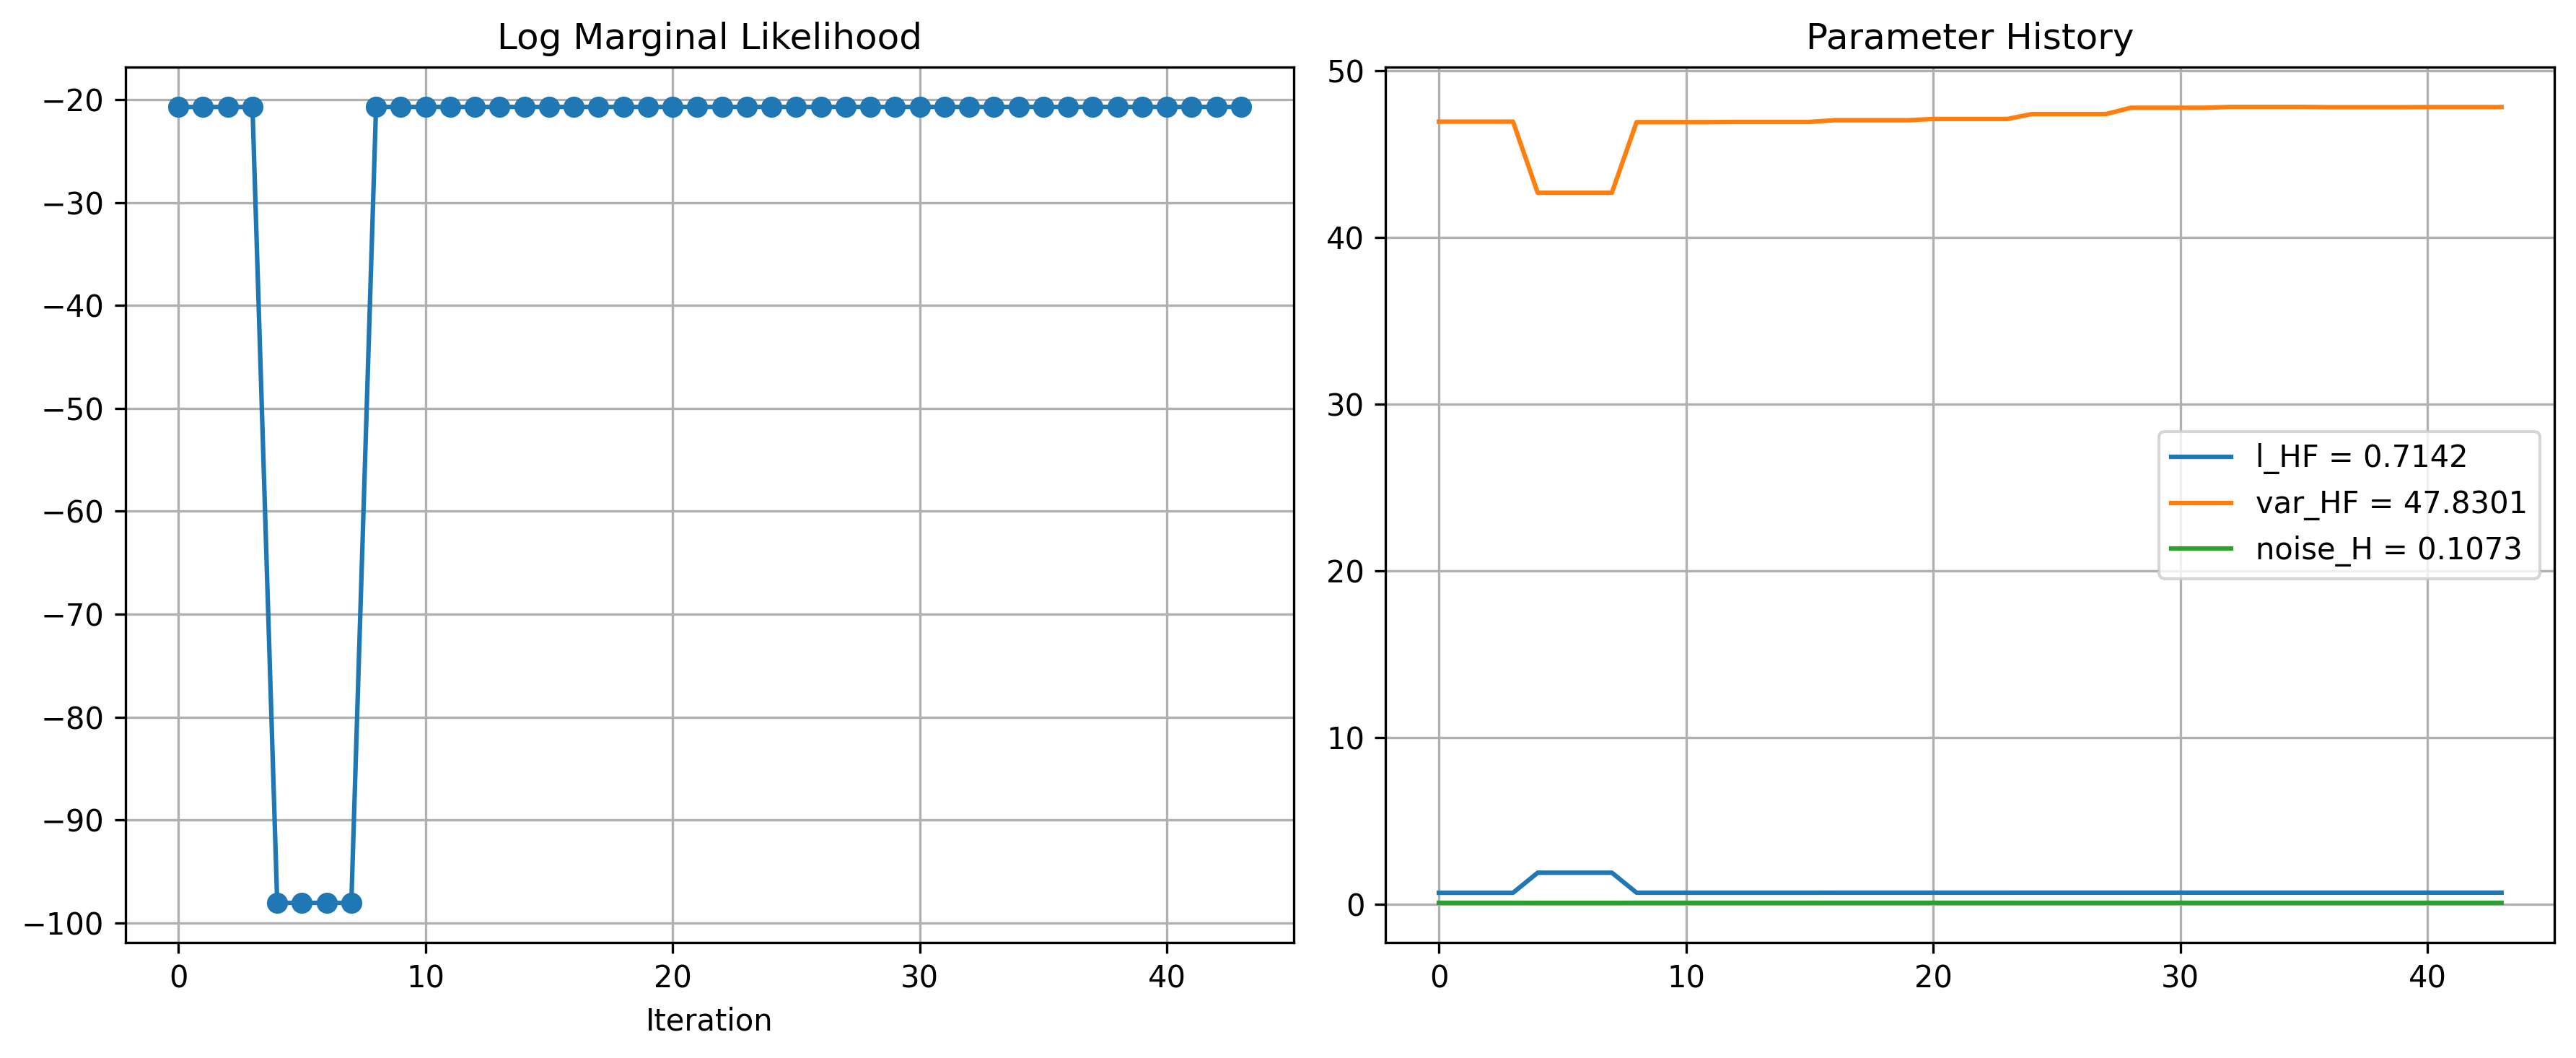 Log Marginal Likelihood
−20
−30
−40
−50
−60
−70
−80
−90
−100
0 10 20 30 40
Iteration
Parameter History
50
40
30
20
10
0
l_HF = 0.7142
var_HF = 47.8301
noise_H = 0.1073
0 10 20 30 40